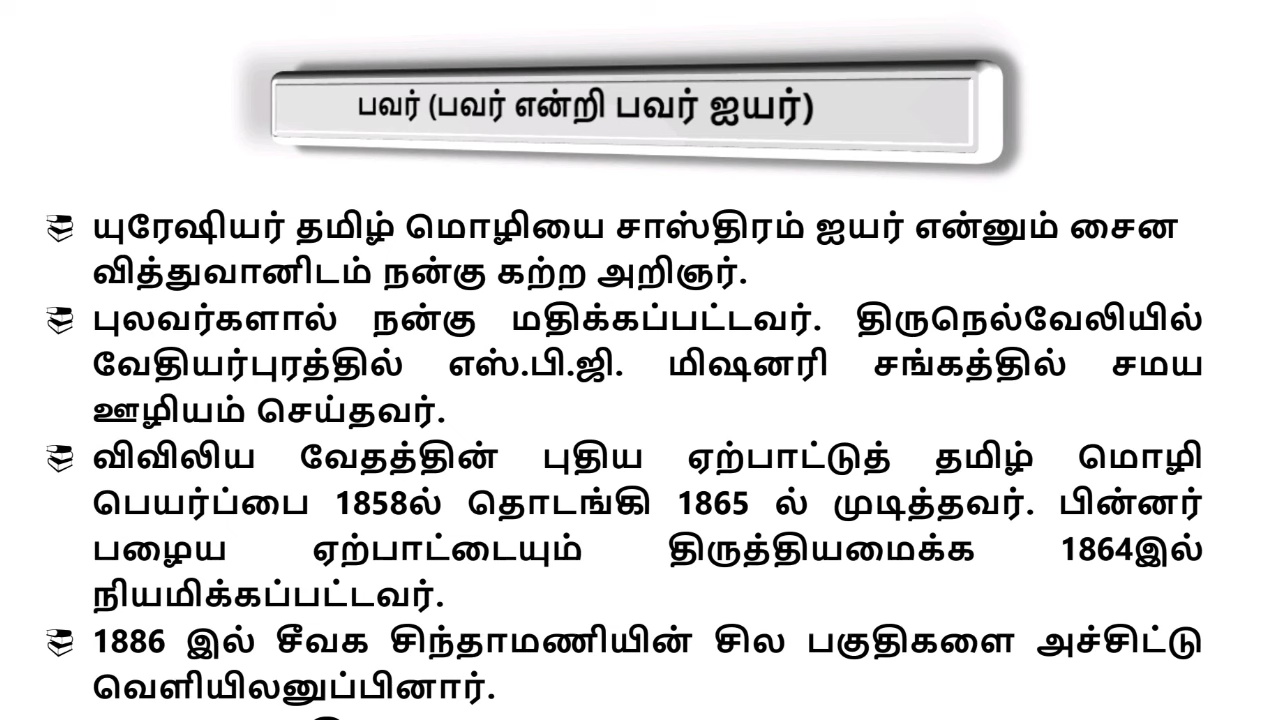 பவர் (பவர் என்றி பவர் ஐயர்)
யுரேஷியர் தமிழ் மொழியை சாஸ்திரம் ஐயர் என்னும் சைன
வித்துவானிடம் நன்கு கற்ற அறிஞர்.
புலவர்களால் நன்கு மதிக்கப்பட்டவர். திருநெல்வேலியில்
வேதியர்புரத்தில் எஸ்.பி.ஜி. மிஷனரி சங்கத்தில் சமய
ஊழியம் செய்தவர்.
விவிலிய வேதத்தின் புதிய ஏற்பாட்டுத் தமிழ் மொழி
பெயர்ப்பை 1858ல் தொடங்கி 1865 ல் முடித்தவர். பின்னர்
பழைய ஏற்பாட்டையும் திருத்தியமைக்க 1864இல்
நியமிக்கப்பட்டவர்.
1886 இல் சீவக சிந்தாமணியின் சில பகுதிகளை அச்சிட்டு
வெளியிலனுப்பினார்.